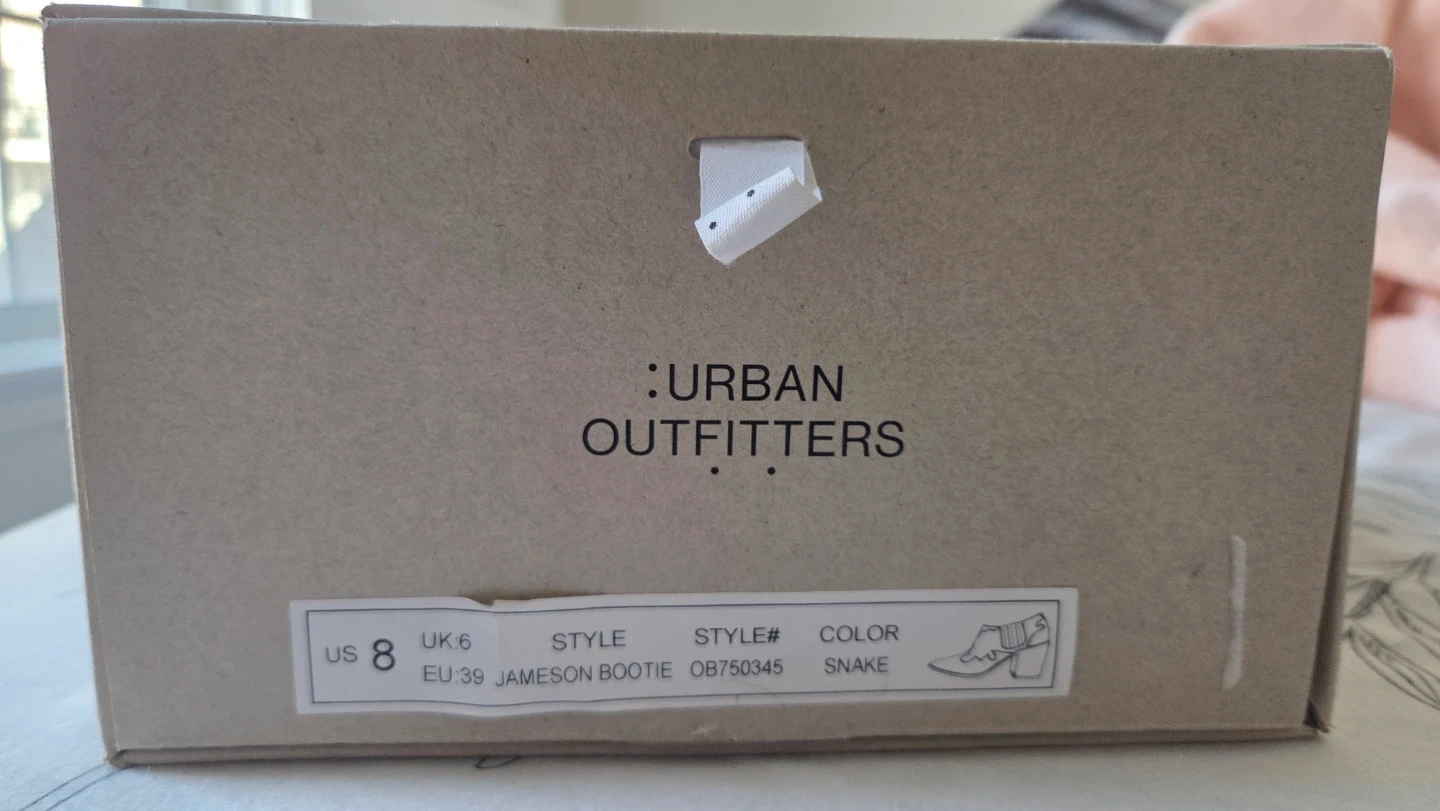 :URBAN
OUTFITTERS
US 8 UK:6 STYLE STYLE# COLOR
EU:39 JAMESON BOOTIE OB750345 SNAKE